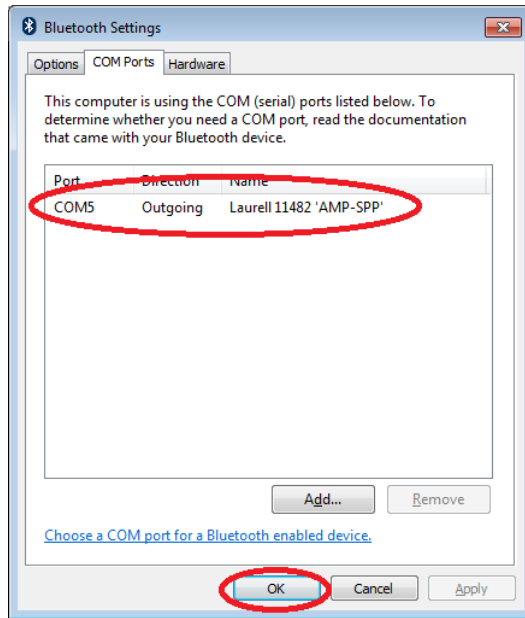 Bluetooth Settings
Options COM Ports Hardware
This computer is using the COM (serial) ports listed below. To
determine whether you need a COM port, read the documentation
that came with your Bluetooth device.
Port Direction Name
COM5 Outgoing Laurell 11482 'AMP-SPP'
Add... Remove
Choose a COM port for a Bluetooth enabled device.
OK Cancel Apply